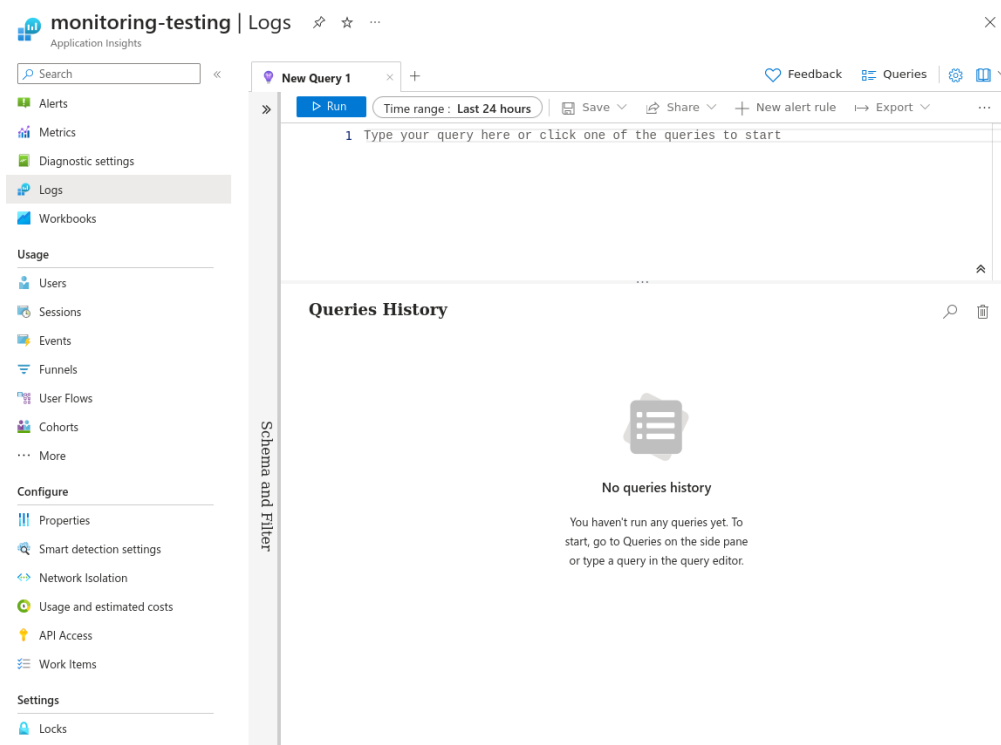 monitoring-testing | Logs
Application Insights
Search
Alerts
Metrics
Diagnostic settings
Logs
Workbooks
Usage
Users
Sessions
Events
Funnels
User Flows
Cohorts
More
Configure
Properties
Smart detection settings
Network Isolation
Usage and estimated costs
API Access
Work Items
Settings
Locks
New Query 1
Feedback
Queries
Run
Time range : Last 24 hours
Save
Share
New alert rule
Export
1 Type your query here or click one of the queries to start
Schema and Filter
Queries History
No queries history
You haven't run any queries yet. To
start, go to Queries on the side pane
or type a query in the query editor.